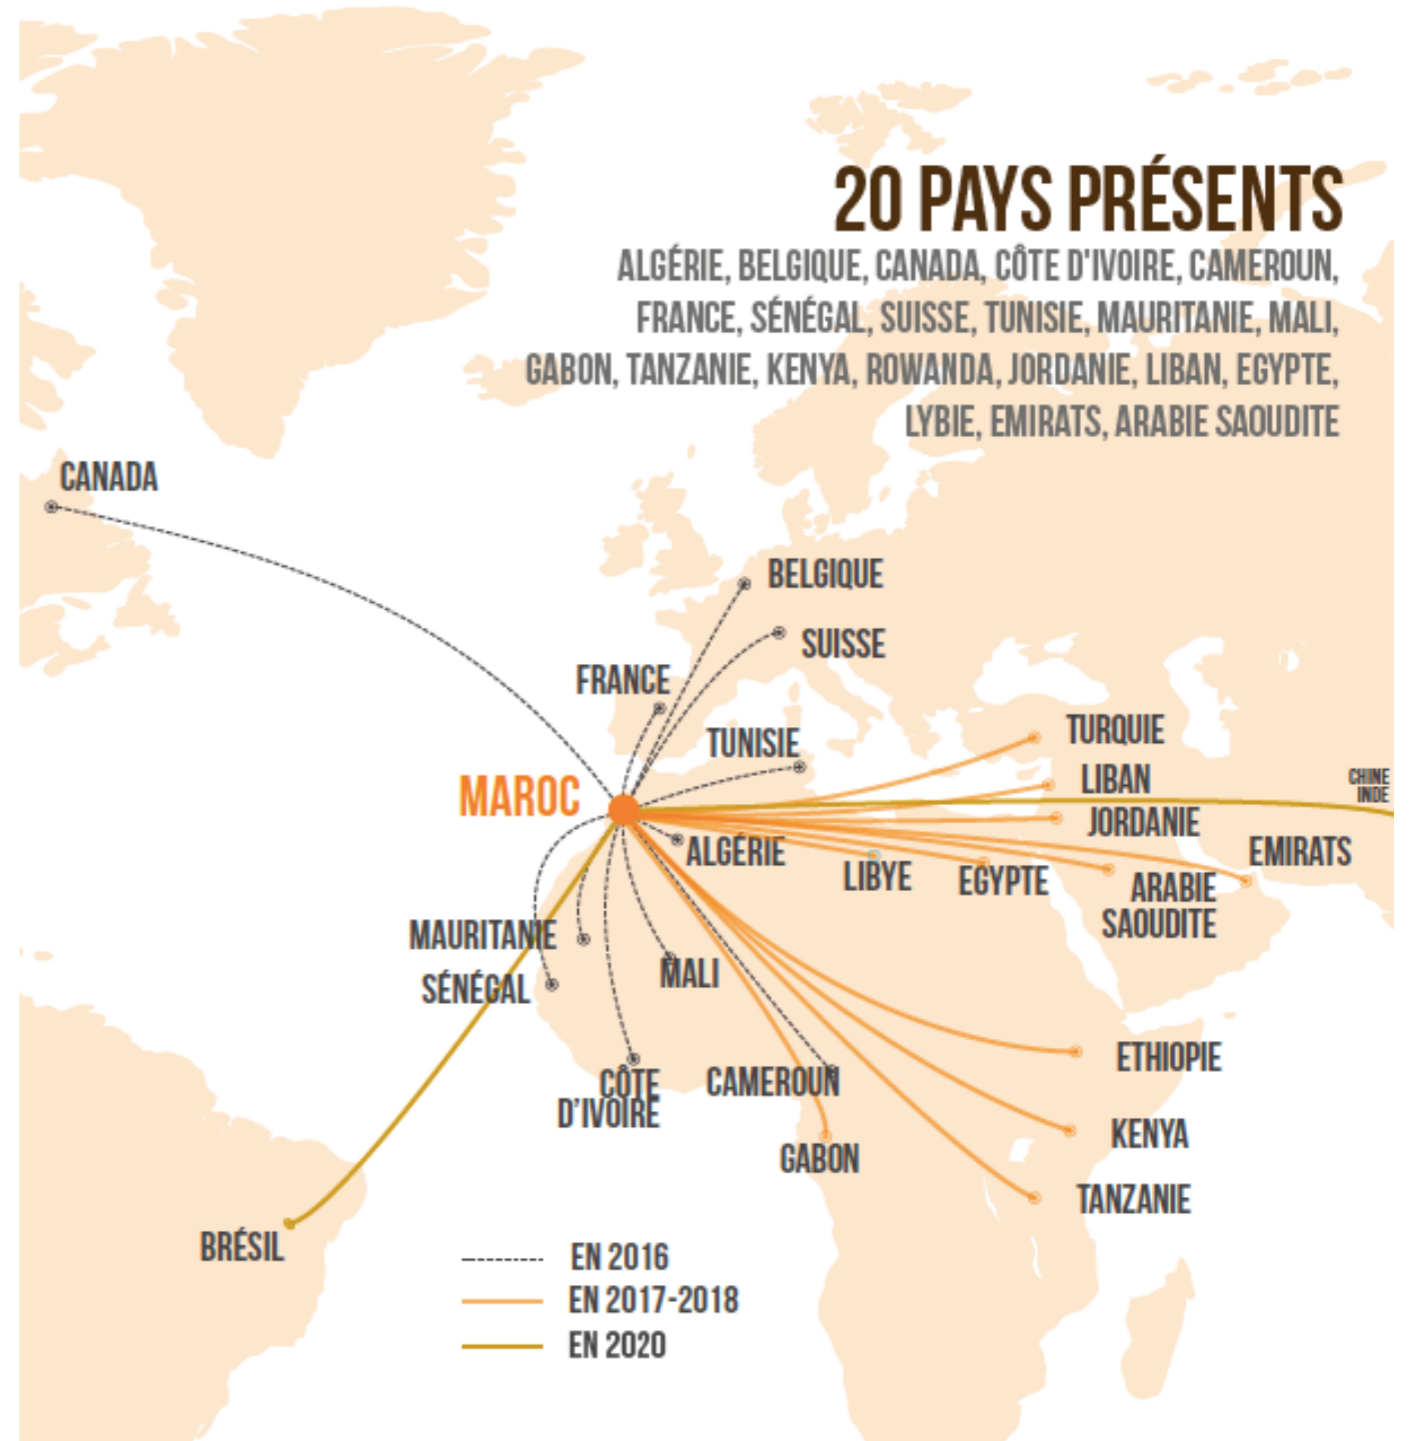 20 PAYS PRÉSENTS
ALGÉRIE, BELGIQUE, CANADA, CÔTE D'IVOIRE, CAMEROUN,
FRANCE, SÉNÉGAL, SUISSE, TUNISIE, MAURITANIE, MALI,
GABON, TANZANIE, KENYA, ROWANDA, JORDANIE, LIBAN, EGYPTE,
LYBIE, EMIRATS, ARABIE SAOUDITE
CANADA
BELGIQUE
SUISSE
FRANCE
TUNISIE
TURQUIE
LIBAN
CHINE
INDE
MAROC
JORDANIE
ALGÉRIE
LIBYE
EGYPTE
EMIRATS
ARABIE
SAOUDITE
MAURITANIE
SÉNÉGAL
MALI
CÔTE
D'IVOIRE
CAMEROUN
ETHIOPIE
GABON
KENYA
TANZANIE
BRÉSIL
EN 2016
EN 2017-2018
EN 2020